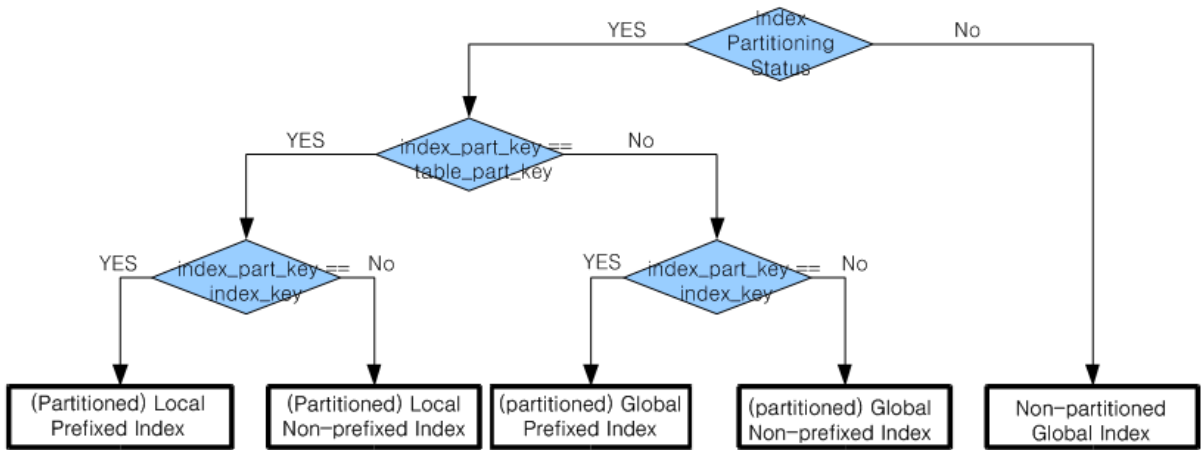 Index
Partitioning
Status
YES
No
index_part_key ==
table_part_key
YES
No
index_part_key ==
index_key
YES
No
index_part_key ==
index_key
YES
No
(Partitioned) Local
Prefixed Index
(Partitioned) Local
Non-prefixed Index
(partitioned) Global
Prefixed Index
(partitioned) Global
Non-prefixed Index
Non-partitioned
Global Index